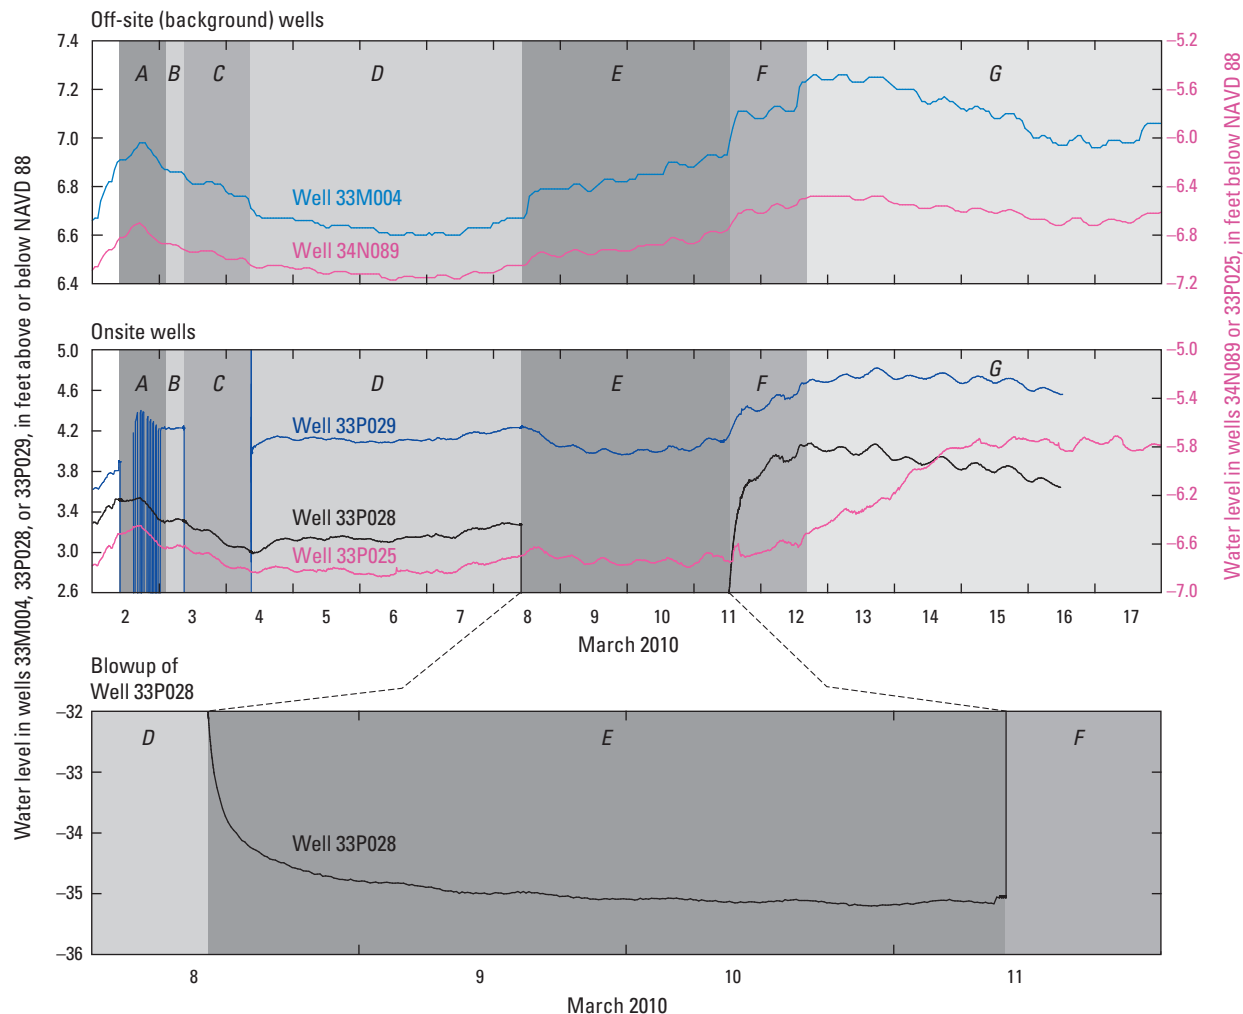 Off-site (background) wells
7.4
7.2
7.0
6.8
6.6
6.4
A
B
C
D
E
F
G
Well 33M004
Well 34N089
–5.2
–5.6
–6.0
–6.4
–6.8
–7.2
Onsite wells
5.0
4.6
4.2
3.8
3.4
3.0
2.6
A
B
C
D
E
F
G
Well 33P029
Well 33P028
Well 33P025
–5.0
–5.4
–5.8
–6.2
–6.6
–7.0
2
3
4
5
6
7
8
9
10
11
12
13
14
15
16
17
March 2010
Water level in wells 33M004, 33P028, or 33P029, in feet above or below NAVD 88
Water level in wells 34N089 or 33P025, in feet below NAVD 88
Blowup of
Well 33P028
–32
–33
–34
–35
–36
D
E
F
Well 33P028
8
9
10
11
March 2010